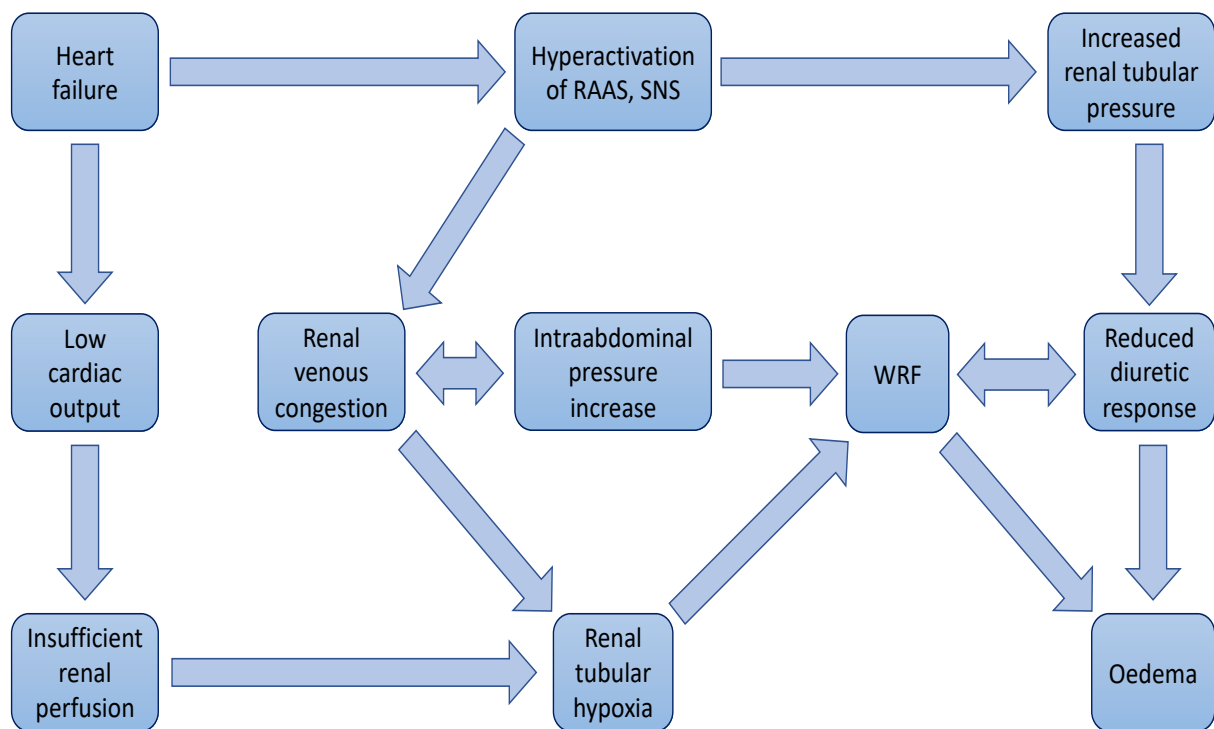 Heart
failure
Hyperactivation
of RAAS, SNS
Increased
renal tubular
pressure
Low
cardiac
output
Renal
venous
congestion
Intraabdominal
pressure
increase
WRF
Reduced
diuretic
response
Insufficient
renal
perfusion
Renal
tubular
hypoxia
Oedema